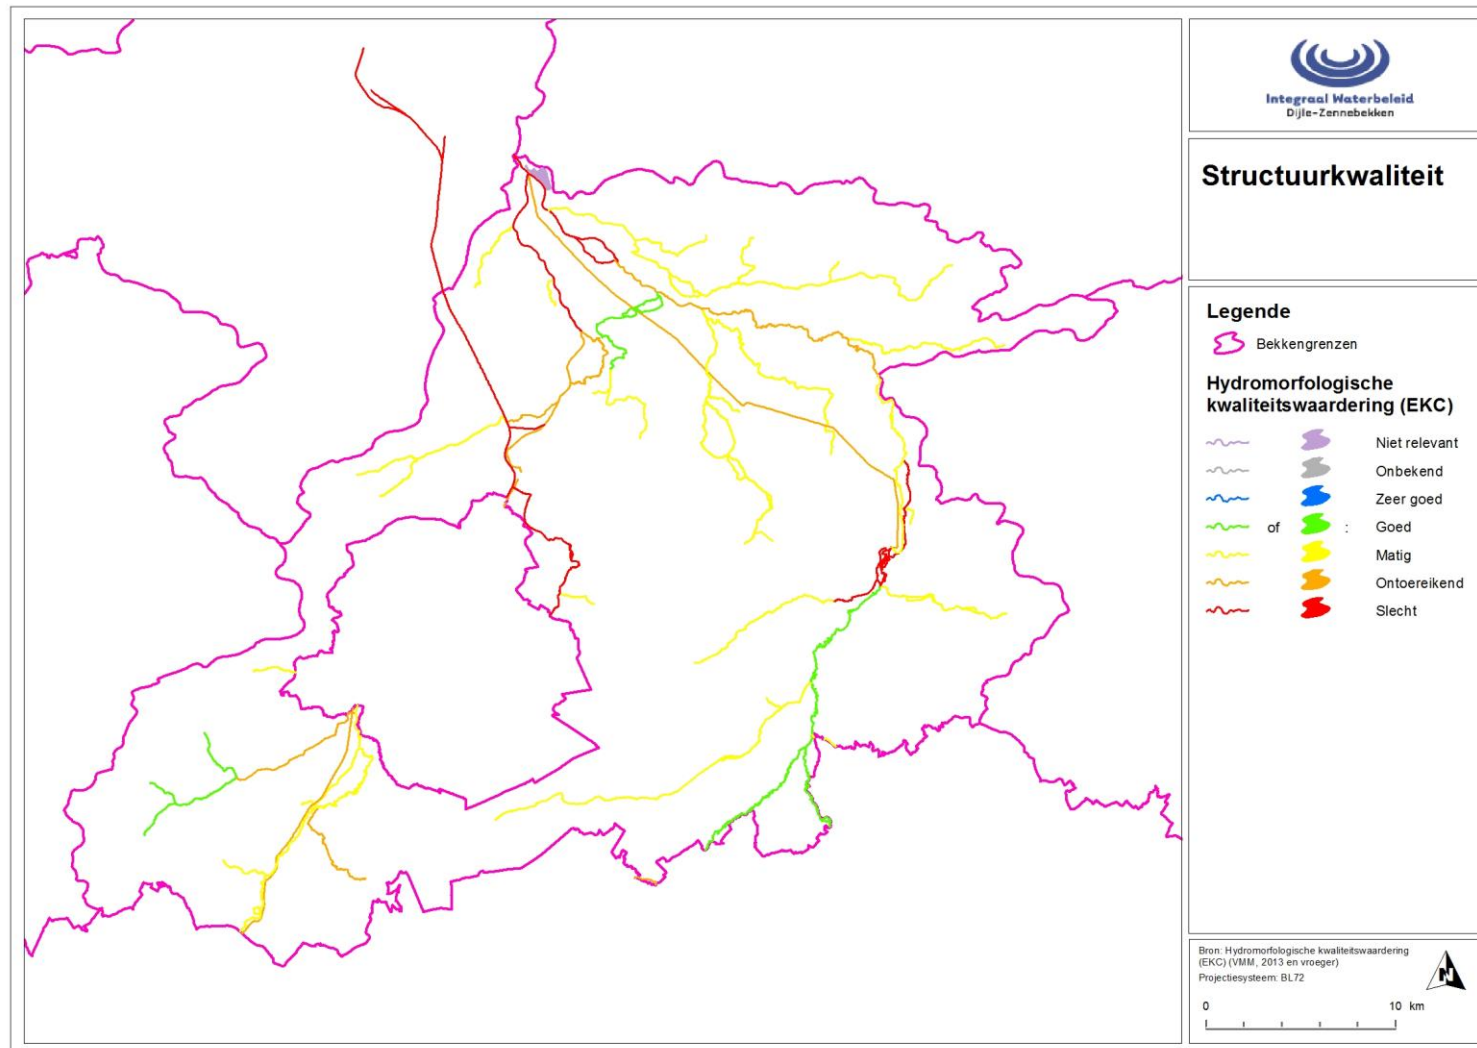 Integraal Waterbeleid
Dijle-Zennebekken
Structuurkwaliteit
Legende
Bekkengrenzen
Hydromorfologische
kwaliteitswaardering (EKC)
Niet relevant
Onbekend
Zeer goed
of : Goed
Matig
Ontoereikend
Slecht
Bron: Hydromorfologische kwaliteitswaardering
(EKC) (VMM, 2013 en vroeger)
Projectiesysteem: BL72
N
0 10 km